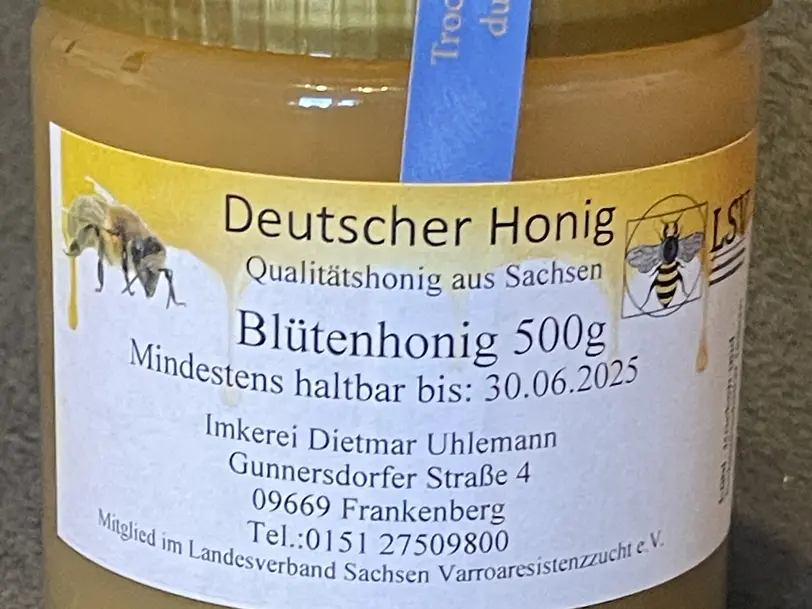 Deutscher Honig
LSV
Qualitätshonig aus Sachsen
Blütenhonig 500g
Mindestens haltbar bis: 30.06.2025
Imkerei Dietmar Uhlemann
Gunnersdorfer Straße 4
09669 Frankenberg
Tel.:0151 27509800
Mitglied im Landesverband Sachsen Varroaresistenzzucht e.V.